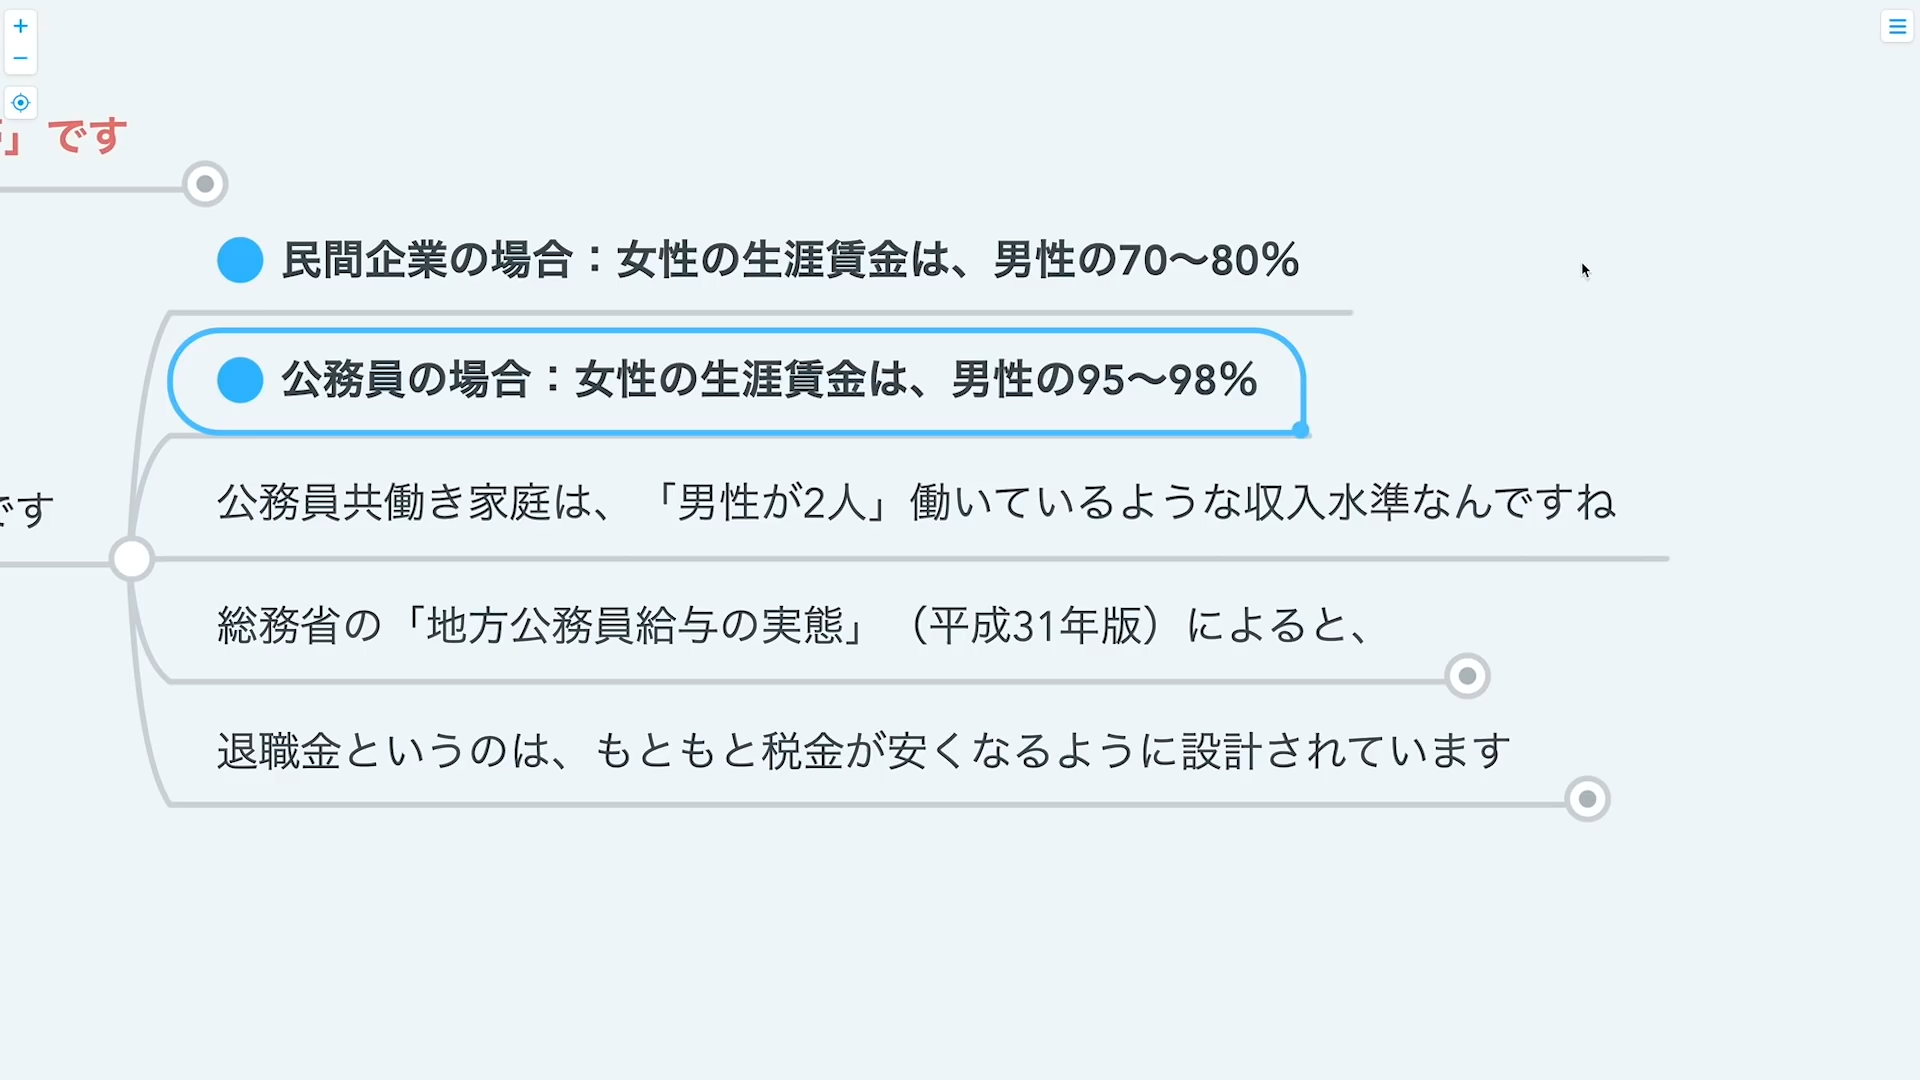 」です
民間企業の場合：女性の生涯賃金は、男性の70〜80%
公務員の場合：女性の生涯賃金は、男性の95〜98%
です
公務員共働き家庭は、「男性が2人」働いているような収入水準なんですね
総務省の「地方公務員給与の実態」（平成31年版）によると、
退職金というのは、もともと税金が安くなるように設計されています